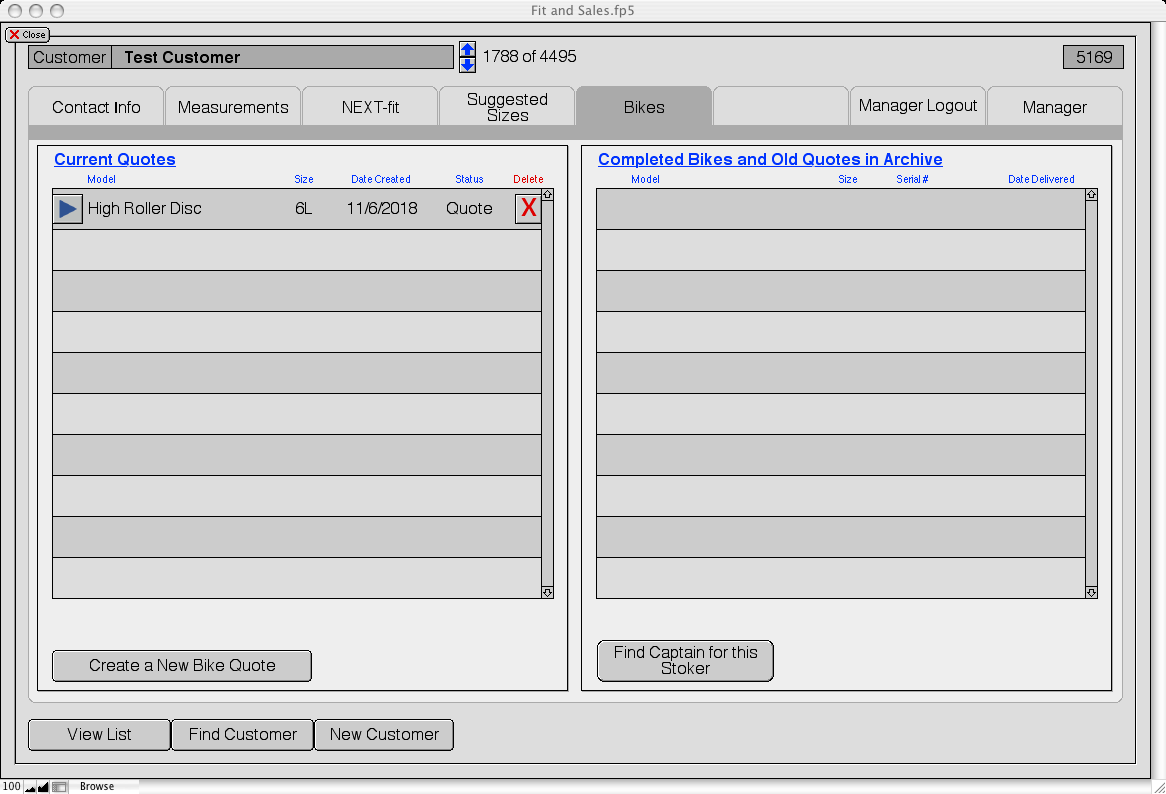 Fit and Sales.fp5
X Close
Customer Test Customer 1788 of 4495 5169
Contact Info Measurements NEXT-fit Suggested Sizes Bikes Manager Logout Manager
Current Quotes
Model Size Date Created Status Delete
High Roller Disc 6L 11/6/2018 Quote X
Create a New Bike Quote
Completed Bikes and Old Quotes in Archive
Model Size Serial # Date Delivered
Find Captain for this
Stoker
View List Find Customer New Customer
100 Browse